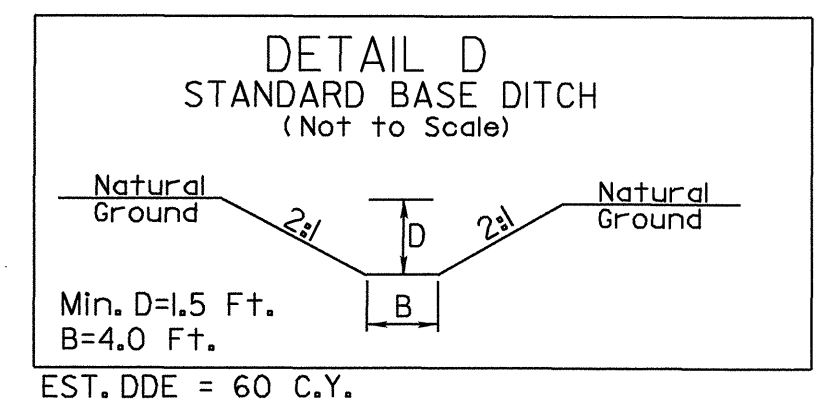 DETAIL D
STANDARD BASE DITCH
(Not to Scale)
Natural
Ground
2:1
D
2:1
Natural
Ground
B
Min. D=1.5 Ft.
B=4.0 Ft.
EST. DDE = 60 C.Y.